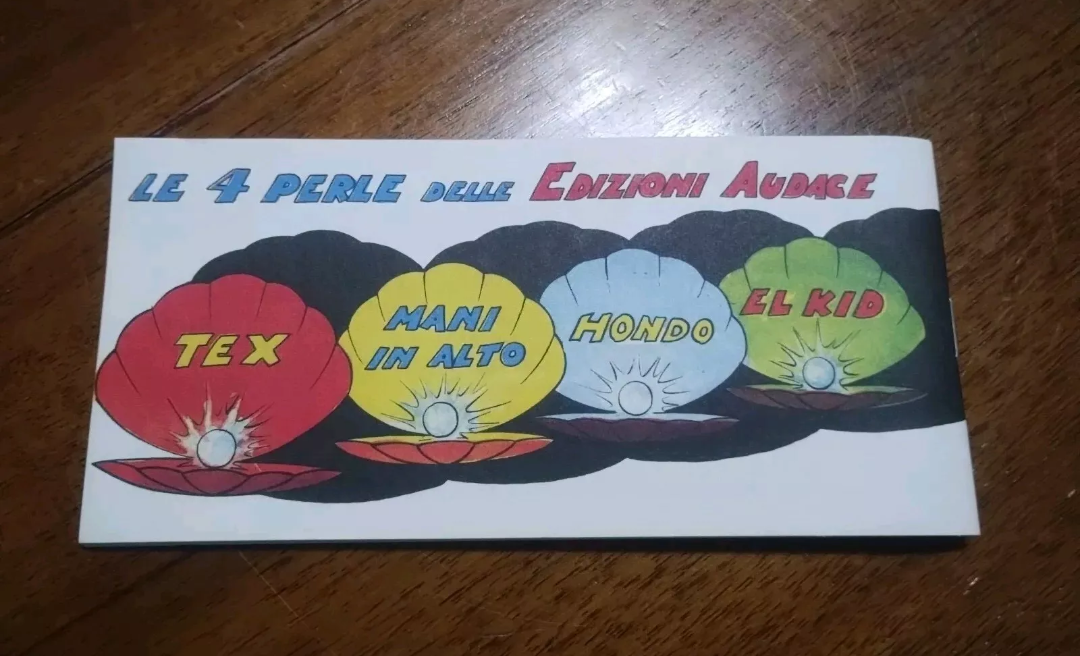 LE 4 PERLE DELLE EDIZIONI AUDACE
TEX
MANI
IN ALTO
HONDO
EL KID